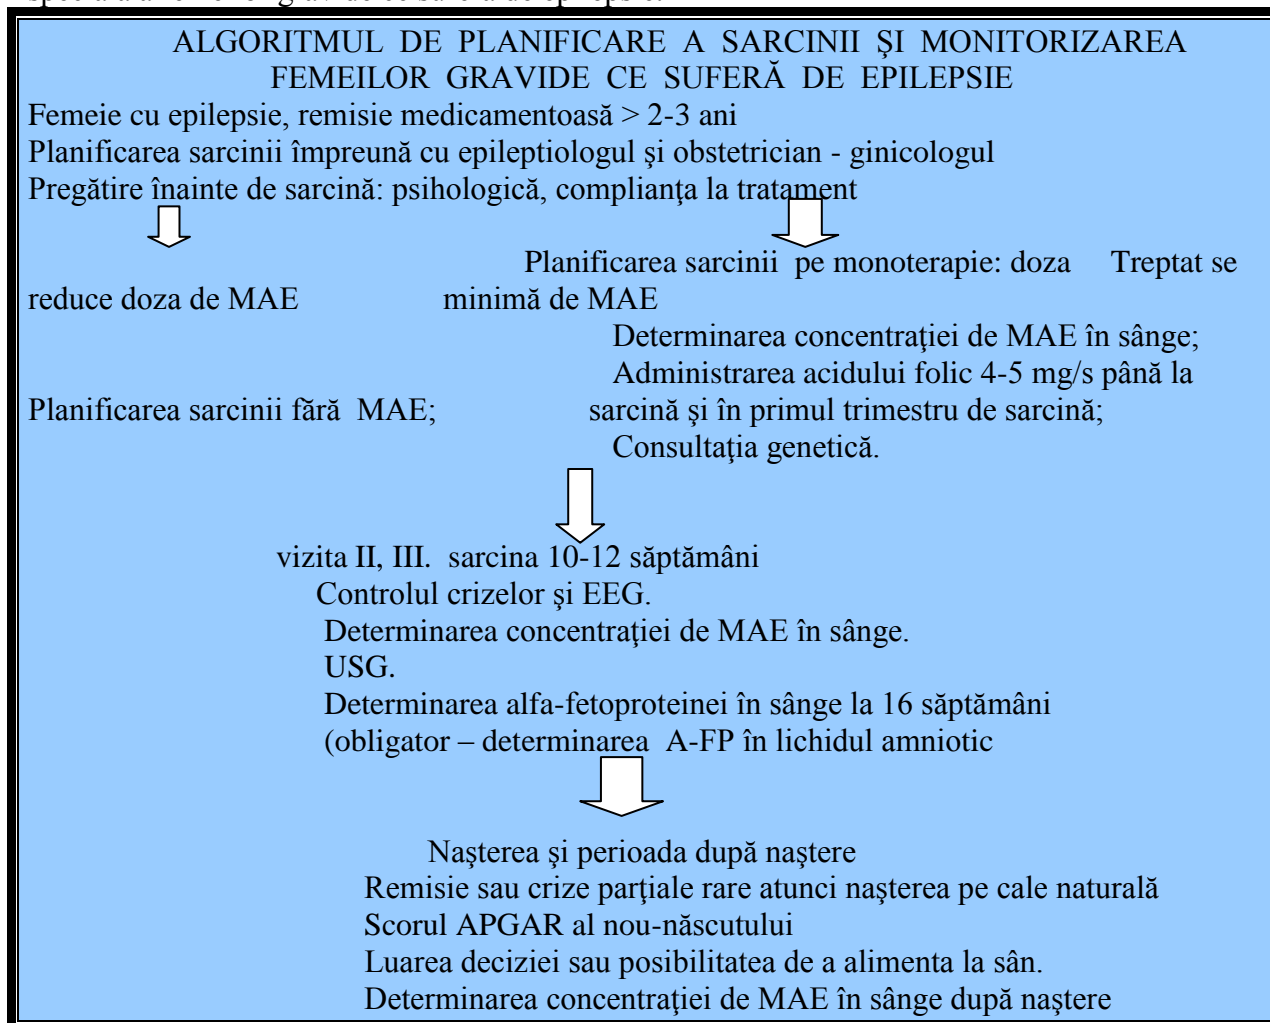 ALGORITMUL DE PLANIFICARE A SARCINII ŞI MONITORIZAREA
FEMEILOR GRAVIDE CE SUFERĂ DE EPILEPSIE
Femeie cu epilepsie, remisie medicamentoasă > 2-3 ani
Planificarea sarcinii împreună cu epileptiologul şi obstetrician - ginicologul
Pregătire înainte de sarcină: psihologică, complianţa la tratament
Planificarea sarcinii pe monoterapie: doza Treptat se
reduce doza de MAE minimă de MAE
Determinarea concentraţiei de MAE în sânge;
Administrarea acidului folic 4-5 mg/s până la
Planificarea sarcinii fără MAE; sarcină şi în primul trimestru de sarcină;
Consultaţia genetică.
vizita II, III. sarcina 10-12 săptămâni
Controlul crizelor şi EEG.
Determinarea concentraţiei de MAE în sânge.
USG.
Determinarea alfa-fetoproteinei în sânge la 16 săptămâni
(obligator – determinarea A-FP în lichidul amniotic
Naşterea şi perioada după naştere
Remisie sau crize parţiale rare atunci naşterea pe cale naturală
Scorul APGAR al nou-născutului
Luarea deciziei sau posibilitatea de a alimenta la sân.
Determinarea concentraţiei de MAE în sânge după naştere